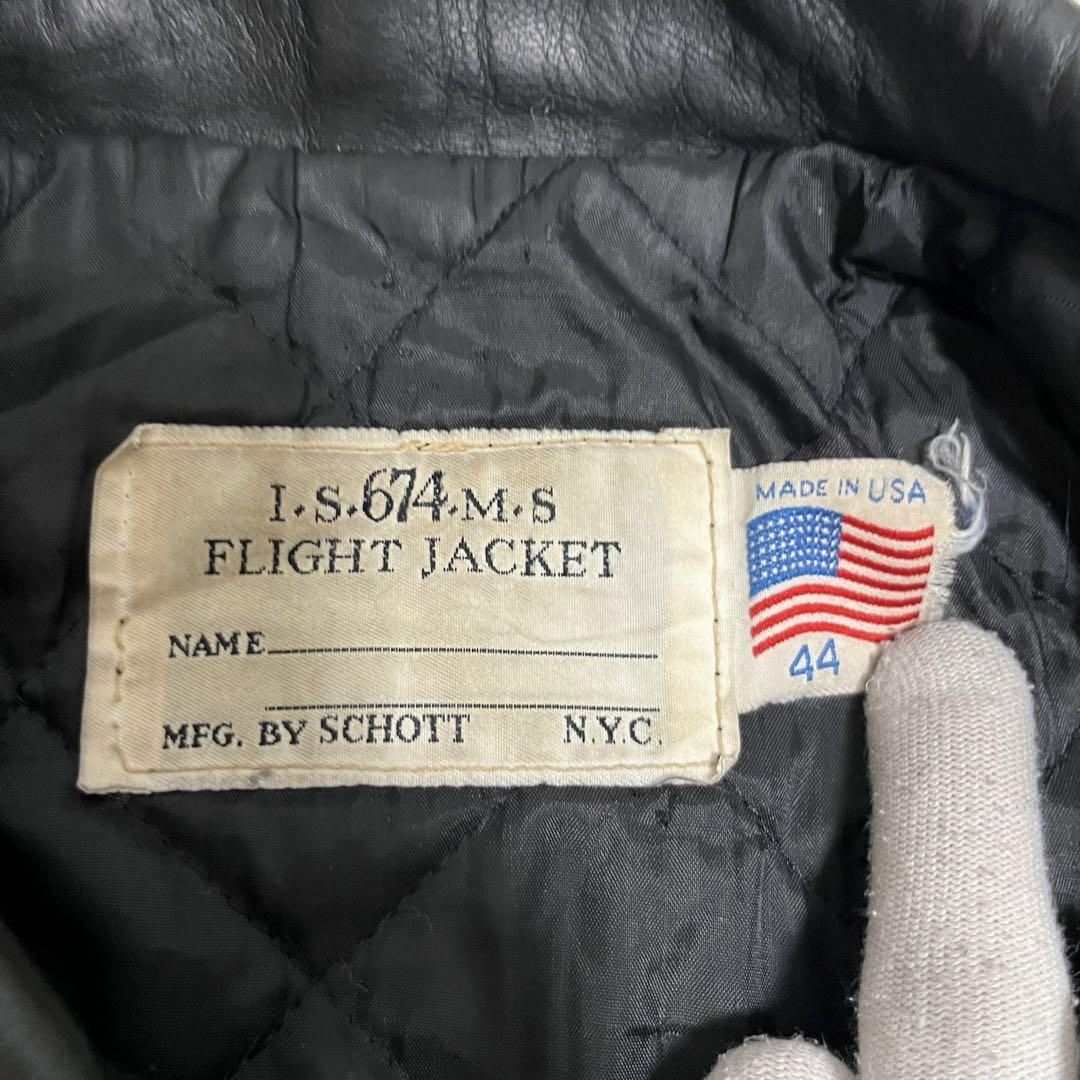 I.S.674.M.S
FLIGHT JACKET
NAME
MFG. BY SCHOTT N.Y.C.
MADE IN USA
44